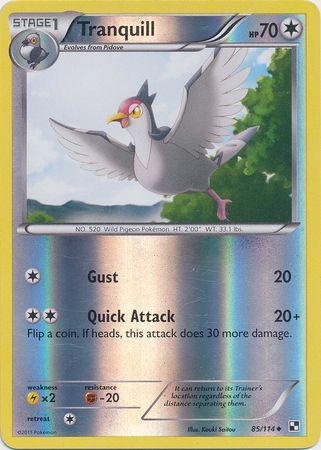 STAGE1 Tranquill HP70
Evolves from Pidove
NO. 520 Wild Pigeon Pokémon. HT: 2'00" WT: 33.1 lbs.
Gust 20
Quick Attack 20+
Flip a coin. If heads, this attack does 30 more damage.
weakness resistance
×2 -20
retreat
It can return to its Trainer's
location regardless of the
distance separating them.
©2011 Pokémon Illus. Kouki Saitou 85/114